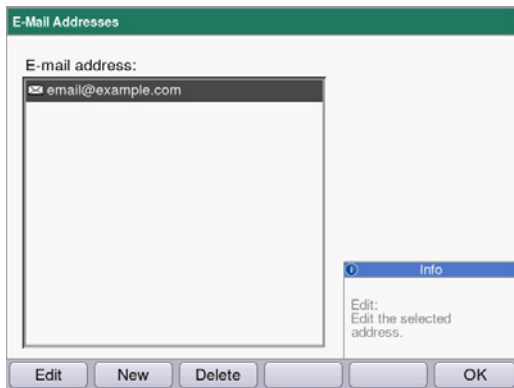 E-Mail Addresses
E-mail address:
email@example.com
Info
Edit:
Edit the selected
address.
Edit
New
Delete
OK